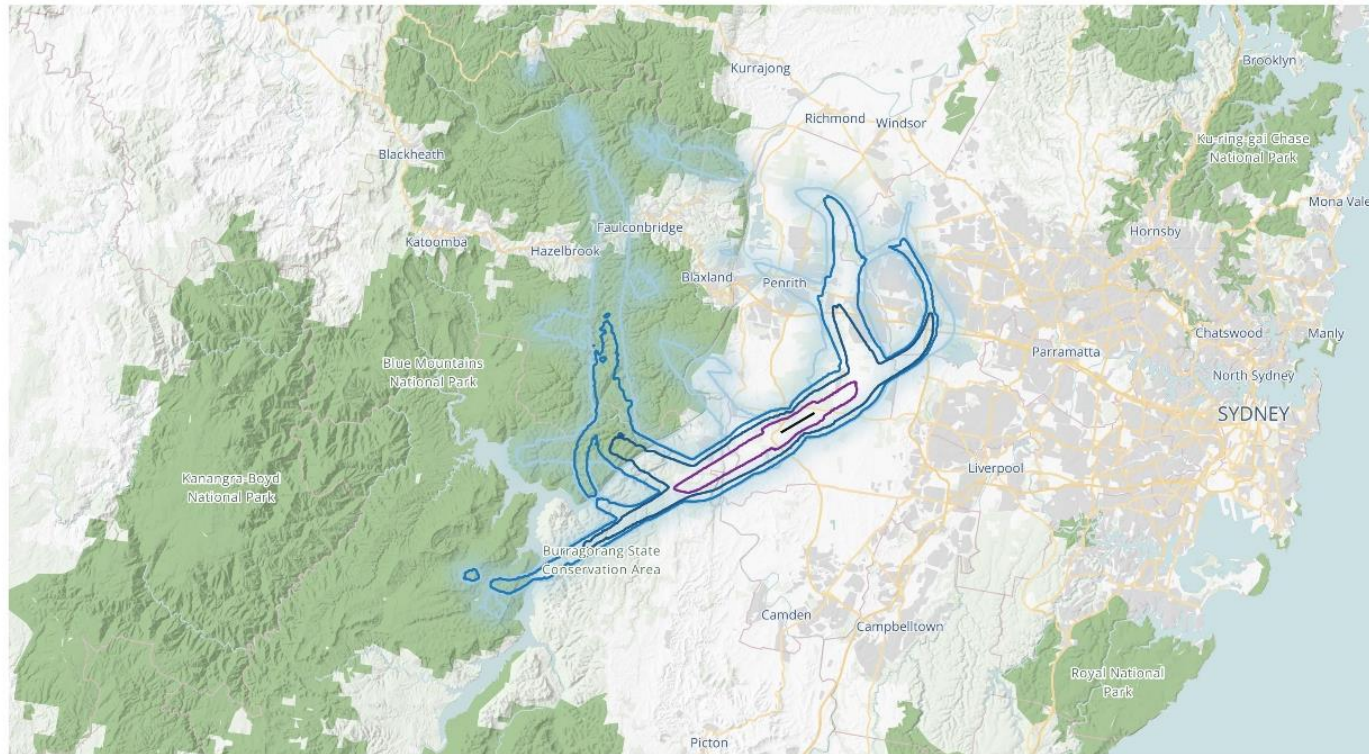 Brooklyn
Kurrajong
Richmond
Windsor
Ku-ring-gai Chase
National Park
Blackheath
Mona Vale
Faulconbridge
Hornsby
Katoomba
Hazelbrook
Blaxland
Penrith
Chatswood
Manly
Parramatta
Blue Mountains
National Park
North Sydney
SYDNEY
Liverpool
Kanangra-Boyd
National Park
Burragorang State
Conservation Area
Camden
Campbelltown
Royal National
Park
Picton